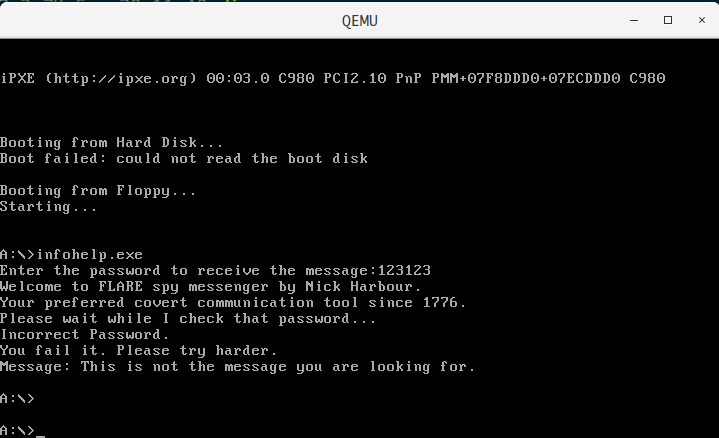 QEMU
iPXE (http://ipxe.org) 00:03.0 C980 PCI2.10 PnP PMM+07F8DDD0+07ECDDD0 C980
Booting from Hard Disk...
Boot failed: could not read the boot disk
Booting from Floppy...
Starting...
A:\>infohelp.exe
Enter the password to receive the message:123123
Welcome to FLARE spy messenger by Nick Harbour.
Your preferred covert communication tool since 1776.
Please wait while I check that password...
Incorrect Password.
You fail it. Please try harder.
Message: This is not the message you are looking for.
A:\>
A:\>_